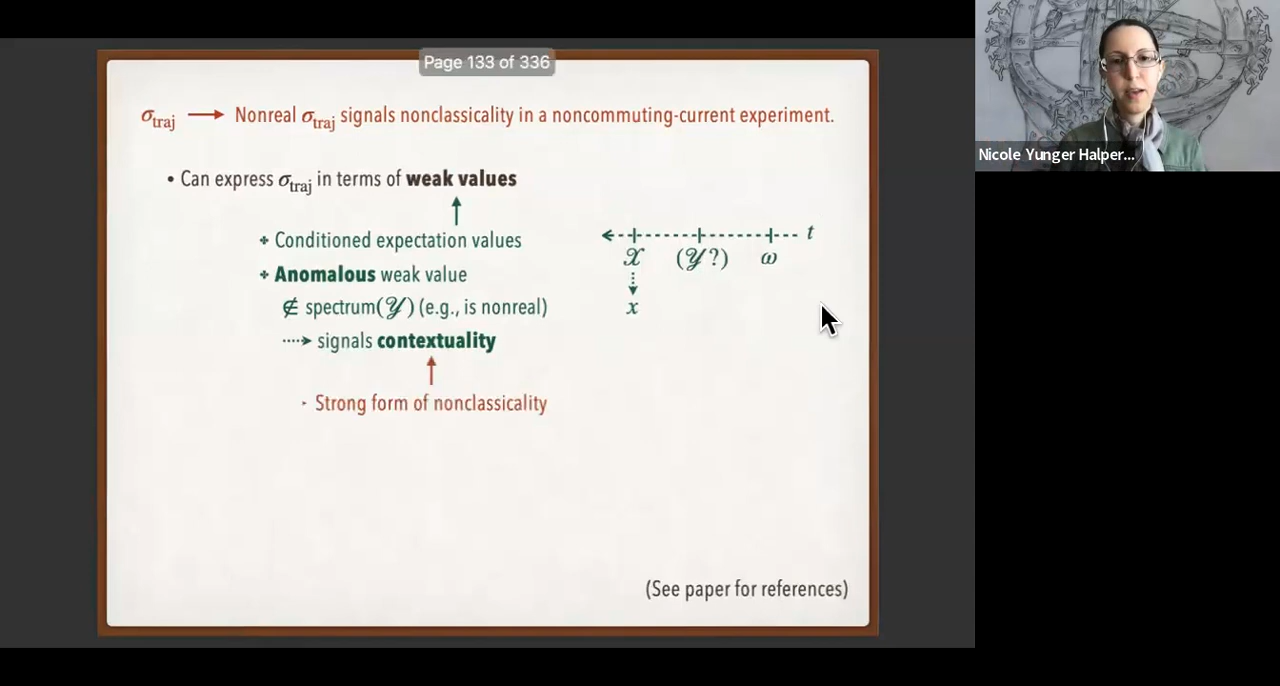 Page 133 of 336
σtraj → Nonreal σtraj signals nonclassicality in a noncommuting-current experiment.
• Can express σtraj in terms of weak values
✦ Conditioned expectation values
✦ Anomalous weak value
∉ spectrum(𝒴) (e.g., is nonreal)
signals contextuality
‣ Strong form of nonclassicality
t
𝒳 (𝒴?) ω
x
(See paper for references)
Nicole Yunger Halper...